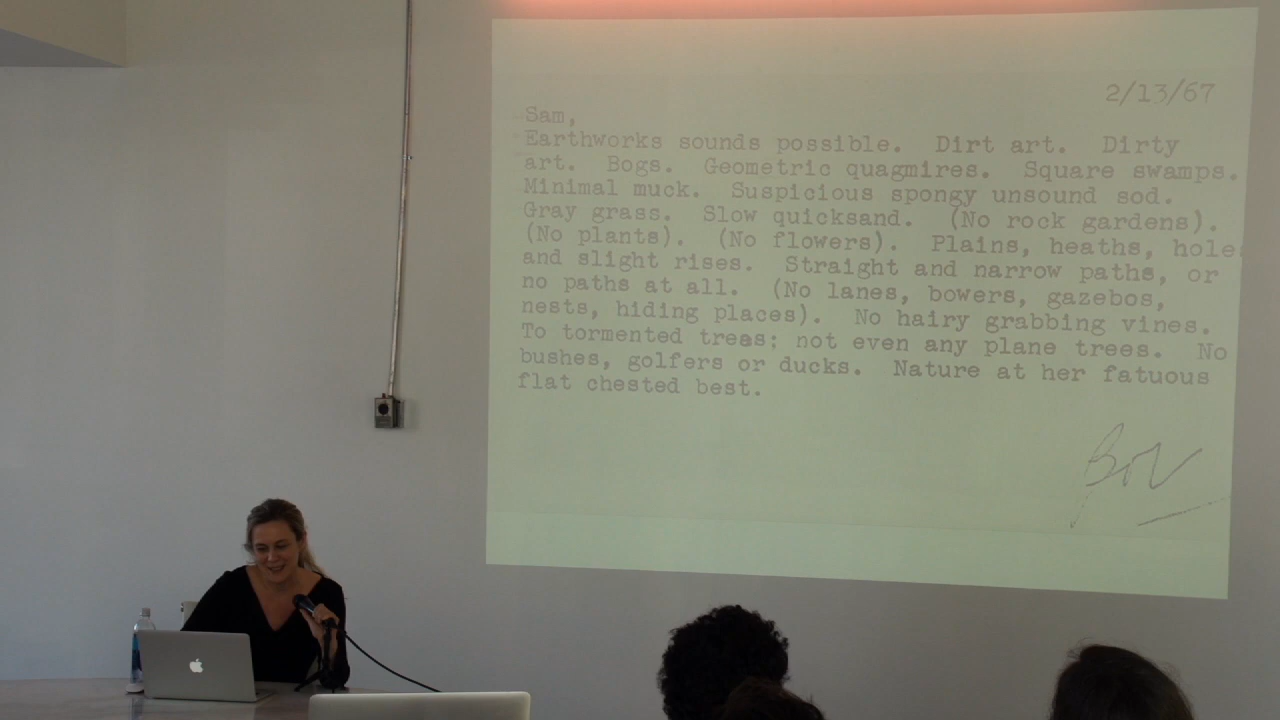 2/13/67
Sam,
Earthworks sounds possible. Dirt art. Dirty
art. Bogs. Geometric quagmires. Square swamps.
Minimal muck. Suspicious spongy unsound sod.
Gray grass. Slow quicksand. (No rock gardens).
(No plants). (No flowers). Plains, heaths, hole
and slight rises. Straight and narrow paths, or
no paths at all. (No lanes, bowers, gazebos,
nests, hiding places). No hairy grabbing vines.
To tormented trees; not even any plane trees. No
bushes, golfers or ducks. Nature at her fatuous
flat chested best.
Bob